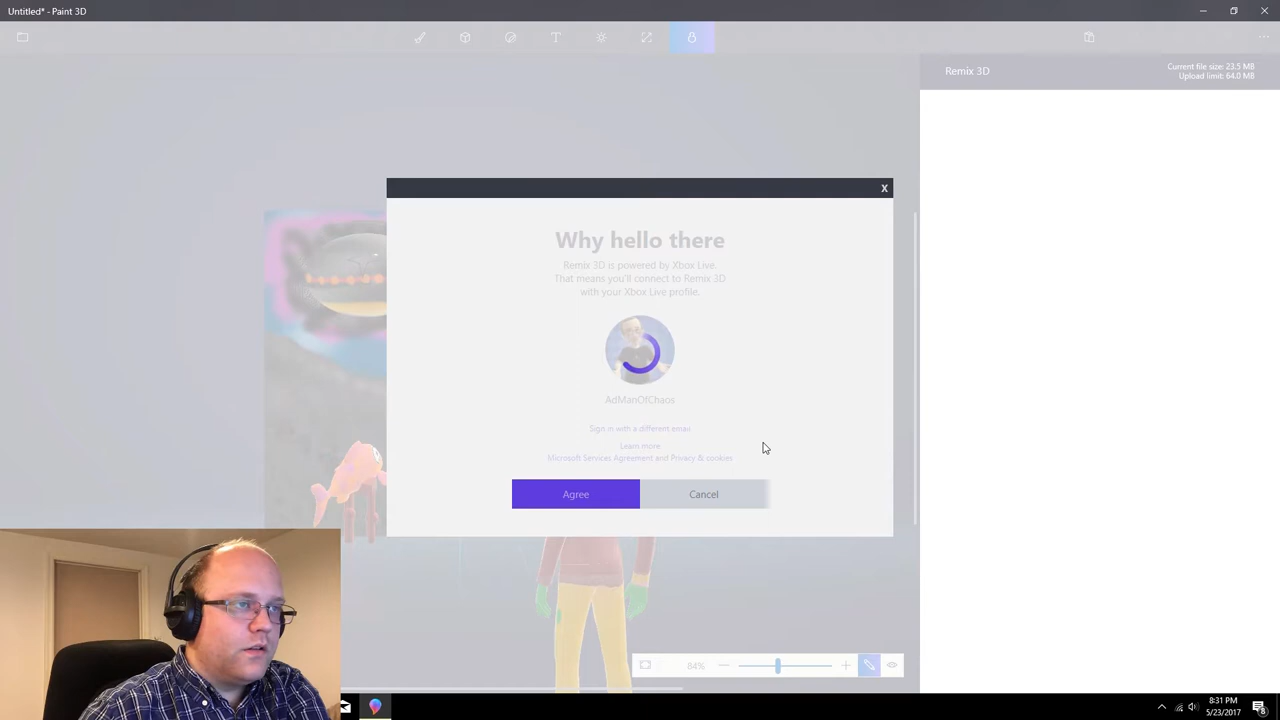 Untitled* - Paint 3D
Remix 3D
Current file size: 23.5 MB
Upload limit: 64.0 MB
X
Why hello there
Remix 3D is powered by Xbox Live.
That means you'll connect to Remix 3D
with your Xbox Live profile.
AdManOfChaos
Sign in with a different email
Learn more
Microsoft Services Agreement and Privacy & cookies
Agree
Cancel
84%
8:31 PM
5/23/2017
8